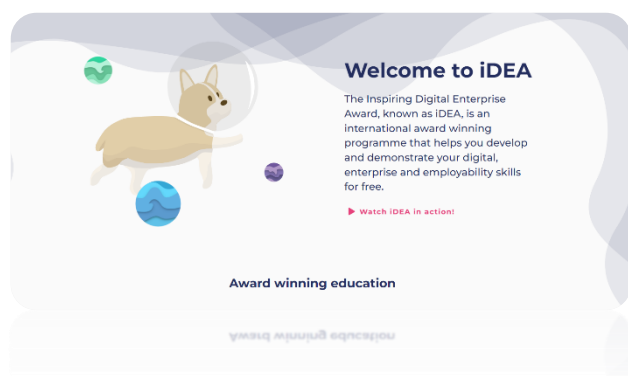 Welcome to iDEA
The Inspiring Digital Enterprise
Award, known as iDEA, is an
international award winning
programme that helps you develop
and demonstrate your digital,
enterprise and employability skills
for free.
Watch iDEA in action!
Award winning education